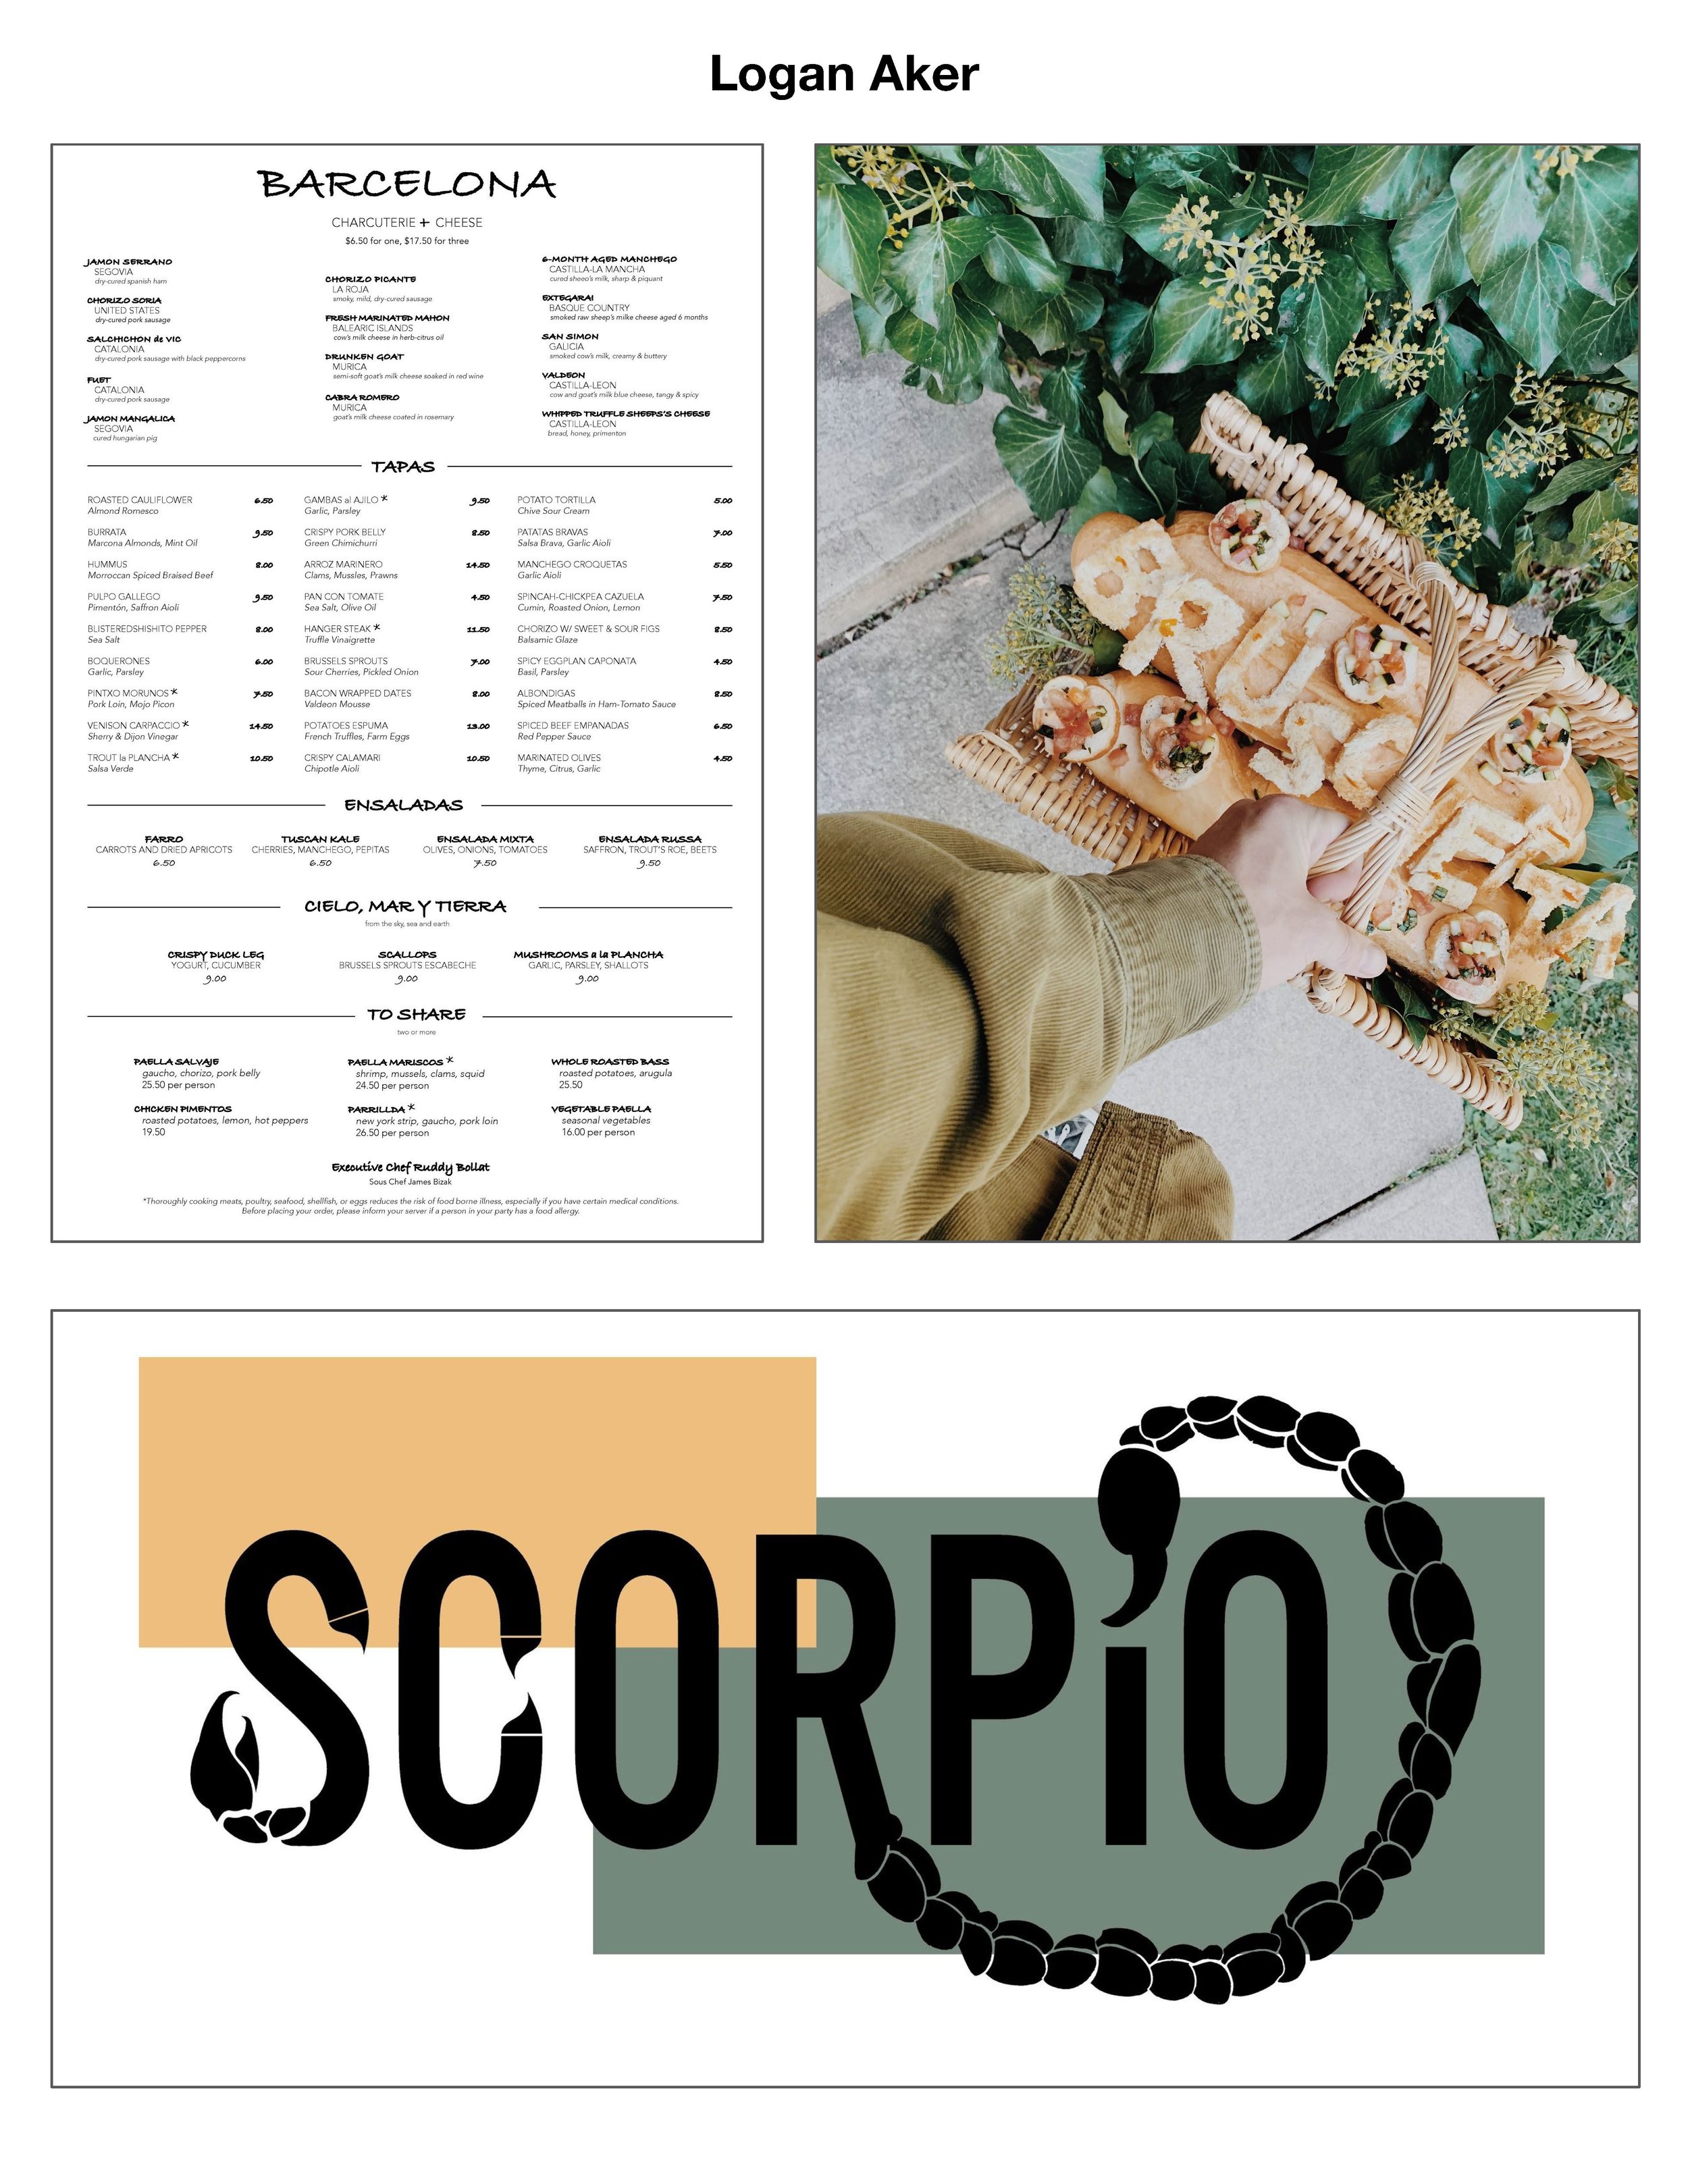 Logan Aker
BARCELONA
CHARCUTERIE + CHEESE
$6.50 for one, $17.50 for three
JAMON SERRANO
SEGOVIA
dry-cured spanish ham
CHORIZO SORIA
UNITED STATES
dry-cured pork sausage
SALCHICHON de VIC
CATALONIA
dry-cured pork sausage with black peppercorns
FUET
CATALONIA
dry-cured pork sausage
JAMON MANGALICA
SEGOVIA
cured hungarian pig
CHORIZO PICANTE
LA ROJA
smoky, mild, dry-cured sausage
FRESH MARINATED MAHON
BALEARIC ISLANDS
cow's milk cheese in herb-citrus oil
DRUNKEN GOAT
MURICA
semi-soft goat's milk cheese soaked in red wine
CABRA ROMERO
MURICA
goat's milk cheese coated in rosemary
6-MONTH AGED MANCHEGO
CASTILLA-LA MANCHA
cured sheeo's milk, sharp & piquant
EXTEGARAI
BASQUE COUNTRY
smoked raw sheep's milke cheese aged 6 months
SAN SIMON
GALICIA
smoked cow's milk, creamy & buttery
VALDEON
CASTILLA-LEON
cow and goat's milk blue cheese, tangy & spicy
WHIPPED TRUFFLE SHEEPS'S CHEESE
CASTILLA-LEON
bread, honey, primenton
TAPAS
ROASTED CAULIFLOWER 6.50
Almond Romesco
BURRATA 9.50
Marcona Almonds, Mint Oil
HUMMUS 8.00
Morroccan Spiced Braised Beef
PULPO GALLEGO 9.50
Pimentón, Saffron Aioli
BLISTEREDSHISHITO PEPPER 8.00
Sea Salt
BOQUERONES 6.00
Garlic, Parsley
PINTXO MORUNOS * 7.50
Pork Loin, Mojo Picon
VENISON CARPACCIO * 14.50
Sherry & Dijon Vinegar
TROUT la PLANCHA * 10.50
Salsa Verde
GAMBAS al AJILO * 9.50
Garlic, Parsley
CRISPY PORK BELLY 8.50
Green Chimichurri
ARROZ MARINERO 14.50
Clams, Mussles, Prawns
PAN CON TOMATE 4.50
Sea Salt, Olive Oil
HANGER STEAK * 11.50
Truffle Vinaigrette
BRUSSELS SPROUTS 7.00
Sour Cherries, Pickled Onion
BACON WRAPPED DATES 8.00
Valdeon Mousse
POTATOES ESPUMA 13.00
French Truffles, Farm Eggs
CRISPY CALAMARI 10.50
Chipotle Aioli
POTATO TORTILLA 5.00
Chive Sour Cream
PATATAS BRAVAS 7.00
Salsa Brava, Garlic Aioli
MANCHEGO CROQUETAS 5.50
Garlic Aioli
SPINCAH-CHICKPEA CAZUELA 7.50
Cumin, Roasted Onion, Lemon
CHORIZO W/ SWEET & SOUR FIGS 8.50
Balsamic Glaze
SPICY EGGPLAN CAPONATA 4.50
Basil, Parsley
ALBONDIGAS 8.50
Spiced Meatballs in Ham-Tomato Sauce
SPICED BEEF EMPANADAS 6.50
Red Pepper Sauce
MARINATED OLIVES 4.50
Thyme, Citrus, Garlic
ENSALADAS
FARRO
CARROTS AND DRIED APRICOTS
6.50
TUSCAN KALE
CHERRIES, MANCHEGO, PEPITAS
6.50
ENSALADA MIXTA
OLIVES, ONIONS, TOMATOES
7.50
ENSALADA RUSSA
SAFFRON, TROUT'S ROE, BEETS
9.50
CIELO, MAR Y TIERRA
from the sky, sea and earth
CRISPY DUCK LEG
YOGURT, CUCUMBER
9.00
SCALLOPS
BRUSSELS SPROUTS ESCABECHE
9.00
MUSHROOMS a la PLANCHA
GARLIC, PARSLEY, SHALLOTS
9.00
TO SHARE
two or more
PAELLA SALVAJE
gaucho, chorizo, pork belly
25.50 per person
CHICKEN PIMENTOS
roasted potatoes, lemon, hot peppers
19.50
PAELLA MARISCOS *
shrimp, mussels, clams, squid
24.50 per person
PARRILLDA *
new york strip, gaucho, pork loin
26.50 per person
WHOLE ROASTED BASS
roasted potatoes, arugula
25.50
VEGETABLE PAELLA
seasonal vegetables
16.00 per person
Executive Chef Ruddy Bollat
Sous Chef James Bizak
*Thoroughly cooking meats, poultry, seafood, shellfish, or eggs reduces the risk of food borne illness, especially if you have certain medical conditions.
Before placing your order, please inform your server if a person in your party has a food allergy.
BRUSCHETTA
SCORPiO